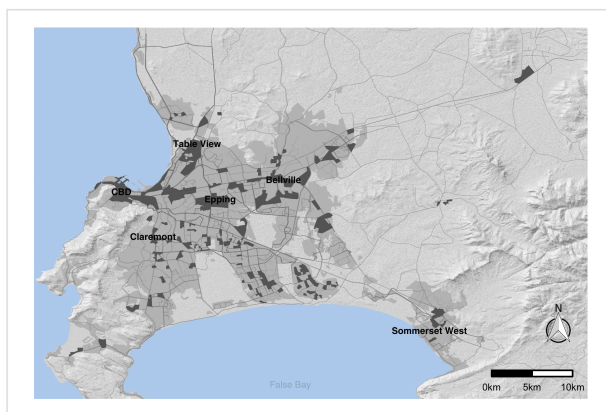 Table View
Bellville
CBD
Epping
Claremont
N
Sommerset West
0km 5km 10km
False Bay